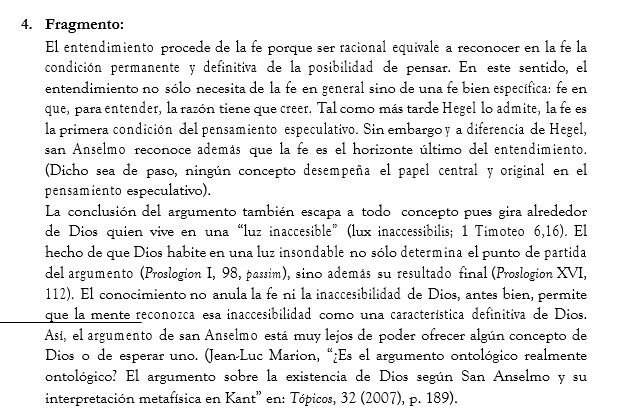 4. Fragmento:
El entendimiento procede de la fe porque ser racional equivale a reconocer en la fe la
condición permanente y definitiva de la posibilidad de pensar. En este sentido, el
entendimiento no sólo necesita de la fe en general sino de una fe bien específica: fe en
que, para entender, la razón tiene que creer. Tal como más tarde Hegel lo admite, la fe es
la primera condición del pensamiento especulativo. Sin embargo y a diferencia de Hegel,
san Anselmo reconoce además que la fe es el horizonte último del entendimiento.
(Dicho sea de paso, ningún concepto desempeña el papel central y original en el
pensamiento especulativo).
La conclusión del argumento también escapa a todo concepto pues gira alrededor
de Dios quien vive en una “luz inaccesible” (lux inaccessibilis; 1 Timoteo 6,16). El
hecho de que Dios habite en una luz insondable no sólo determina el punto de partida
del argumento (Proslogion I, 98, passim), sino además su resultado final (Proslogion XVI,
112). El conocimiento no anula la fe ni la inaccesibilidad de Dios, antes bien, permite
que la mente reconozca esa inaccesibilidad como una característica definitiva de Dios.
Así, el argumento de san Anselmo está muy lejos de poder ofrecer algún concepto de
Dios o de esperar uno. (Jean-Luc Marion, “¿Es el argumento ontológico realmente
ontológico? El argumento sobre la existencia de Dios según San Anselmo y su
interpretación metafísica en Kant” en: Tópicos, 32 (2007), p. 189).